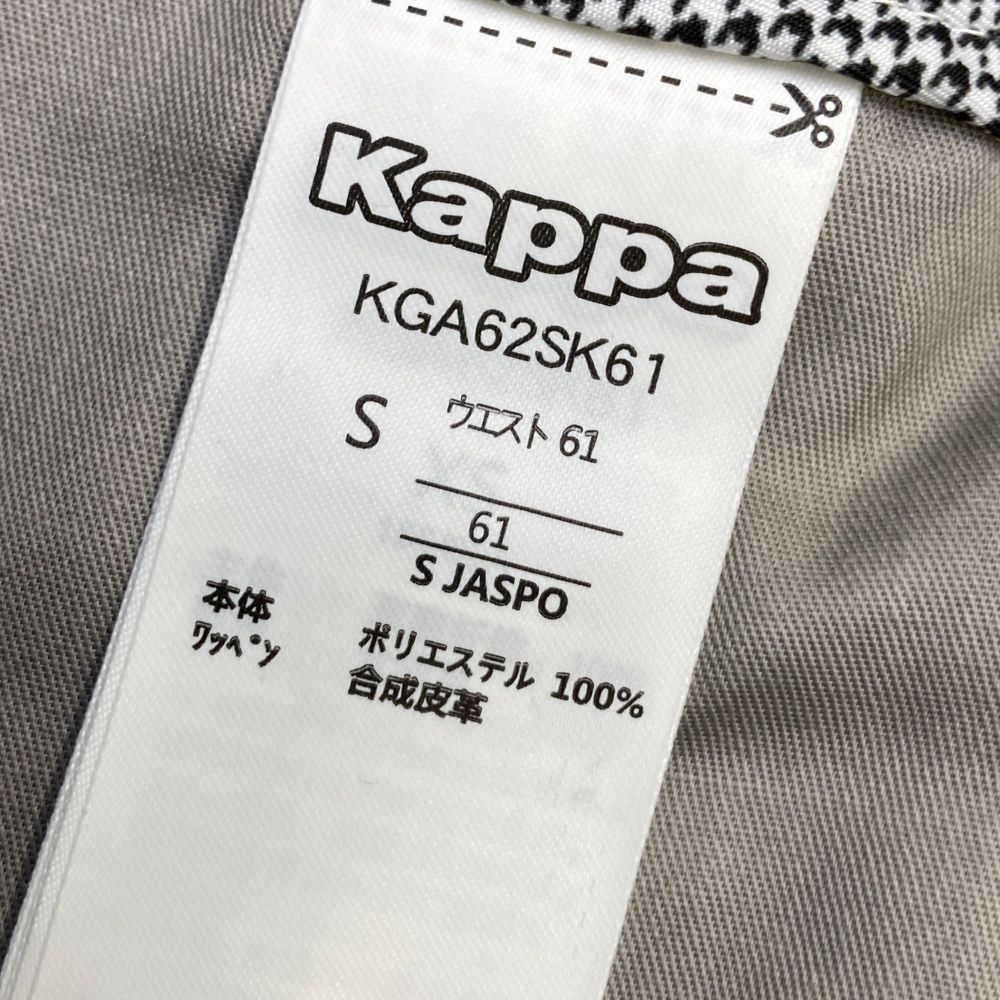 Kappa
KGA62SK61
S ウエスト 61
61
S JASPO
本体 ポリエステル 100%
ワッペン 合成皮革